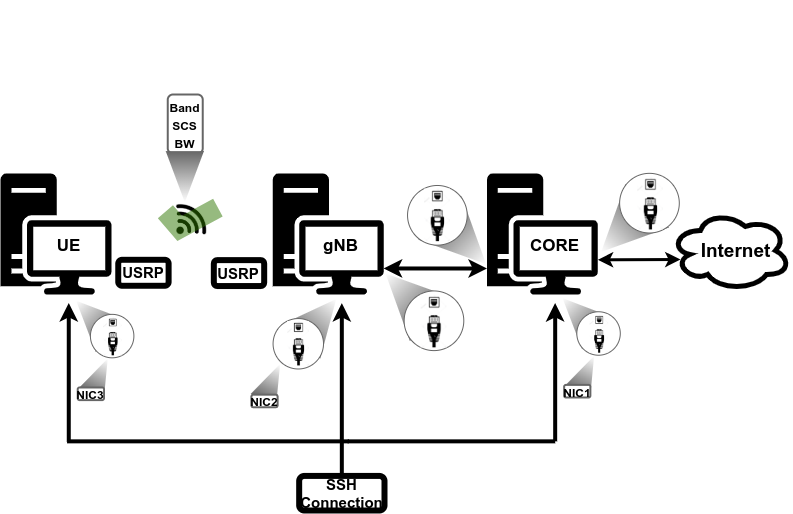 Band
SCS
BW
UE
gNB
CORE
Internet
USRP
USRP
NIC3
NIC2
NIC1
SSH
Connection